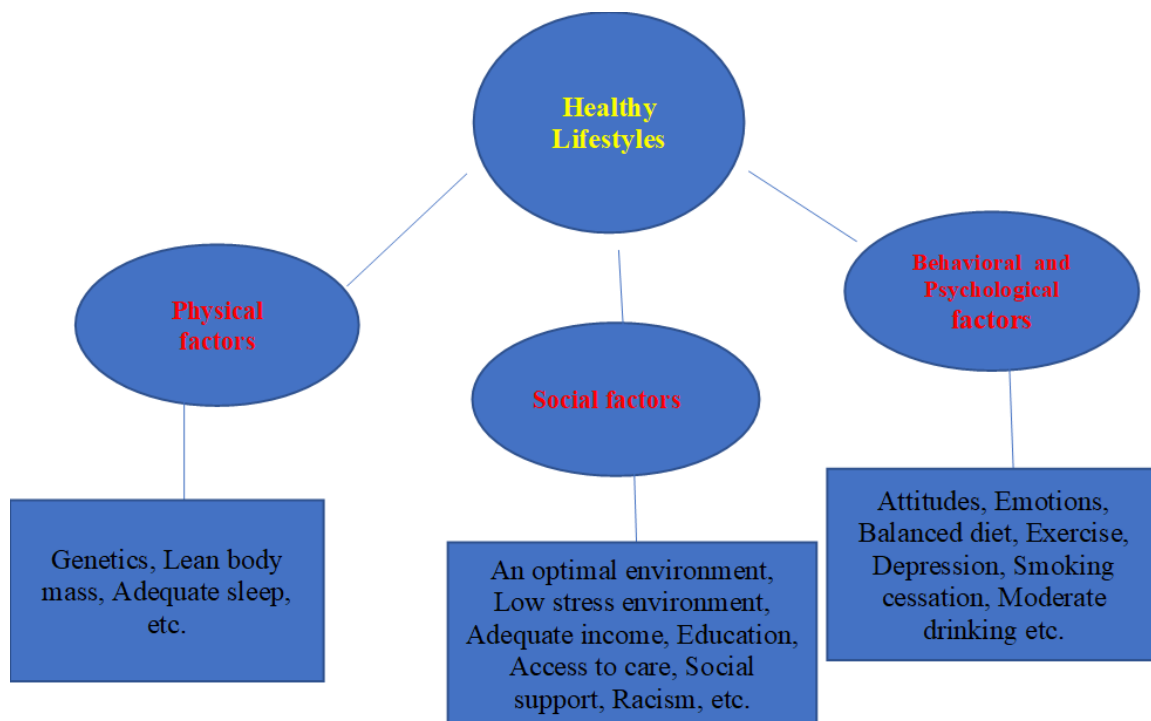 Healthy
Lifestyles
Physical
factors
Social factors
Behavioral and
Psychological
factors
Genetics, Lean body
mass, Adequate sleep,
etc.
An optimal environment,
Low stress environment,
Adequate income, Education,
Access to care, Social
support, Racism, etc.
Attitudes, Emotions,
Balanced diet, Exercise,
Depression, Smoking
cessation, Moderate
drinking etc.